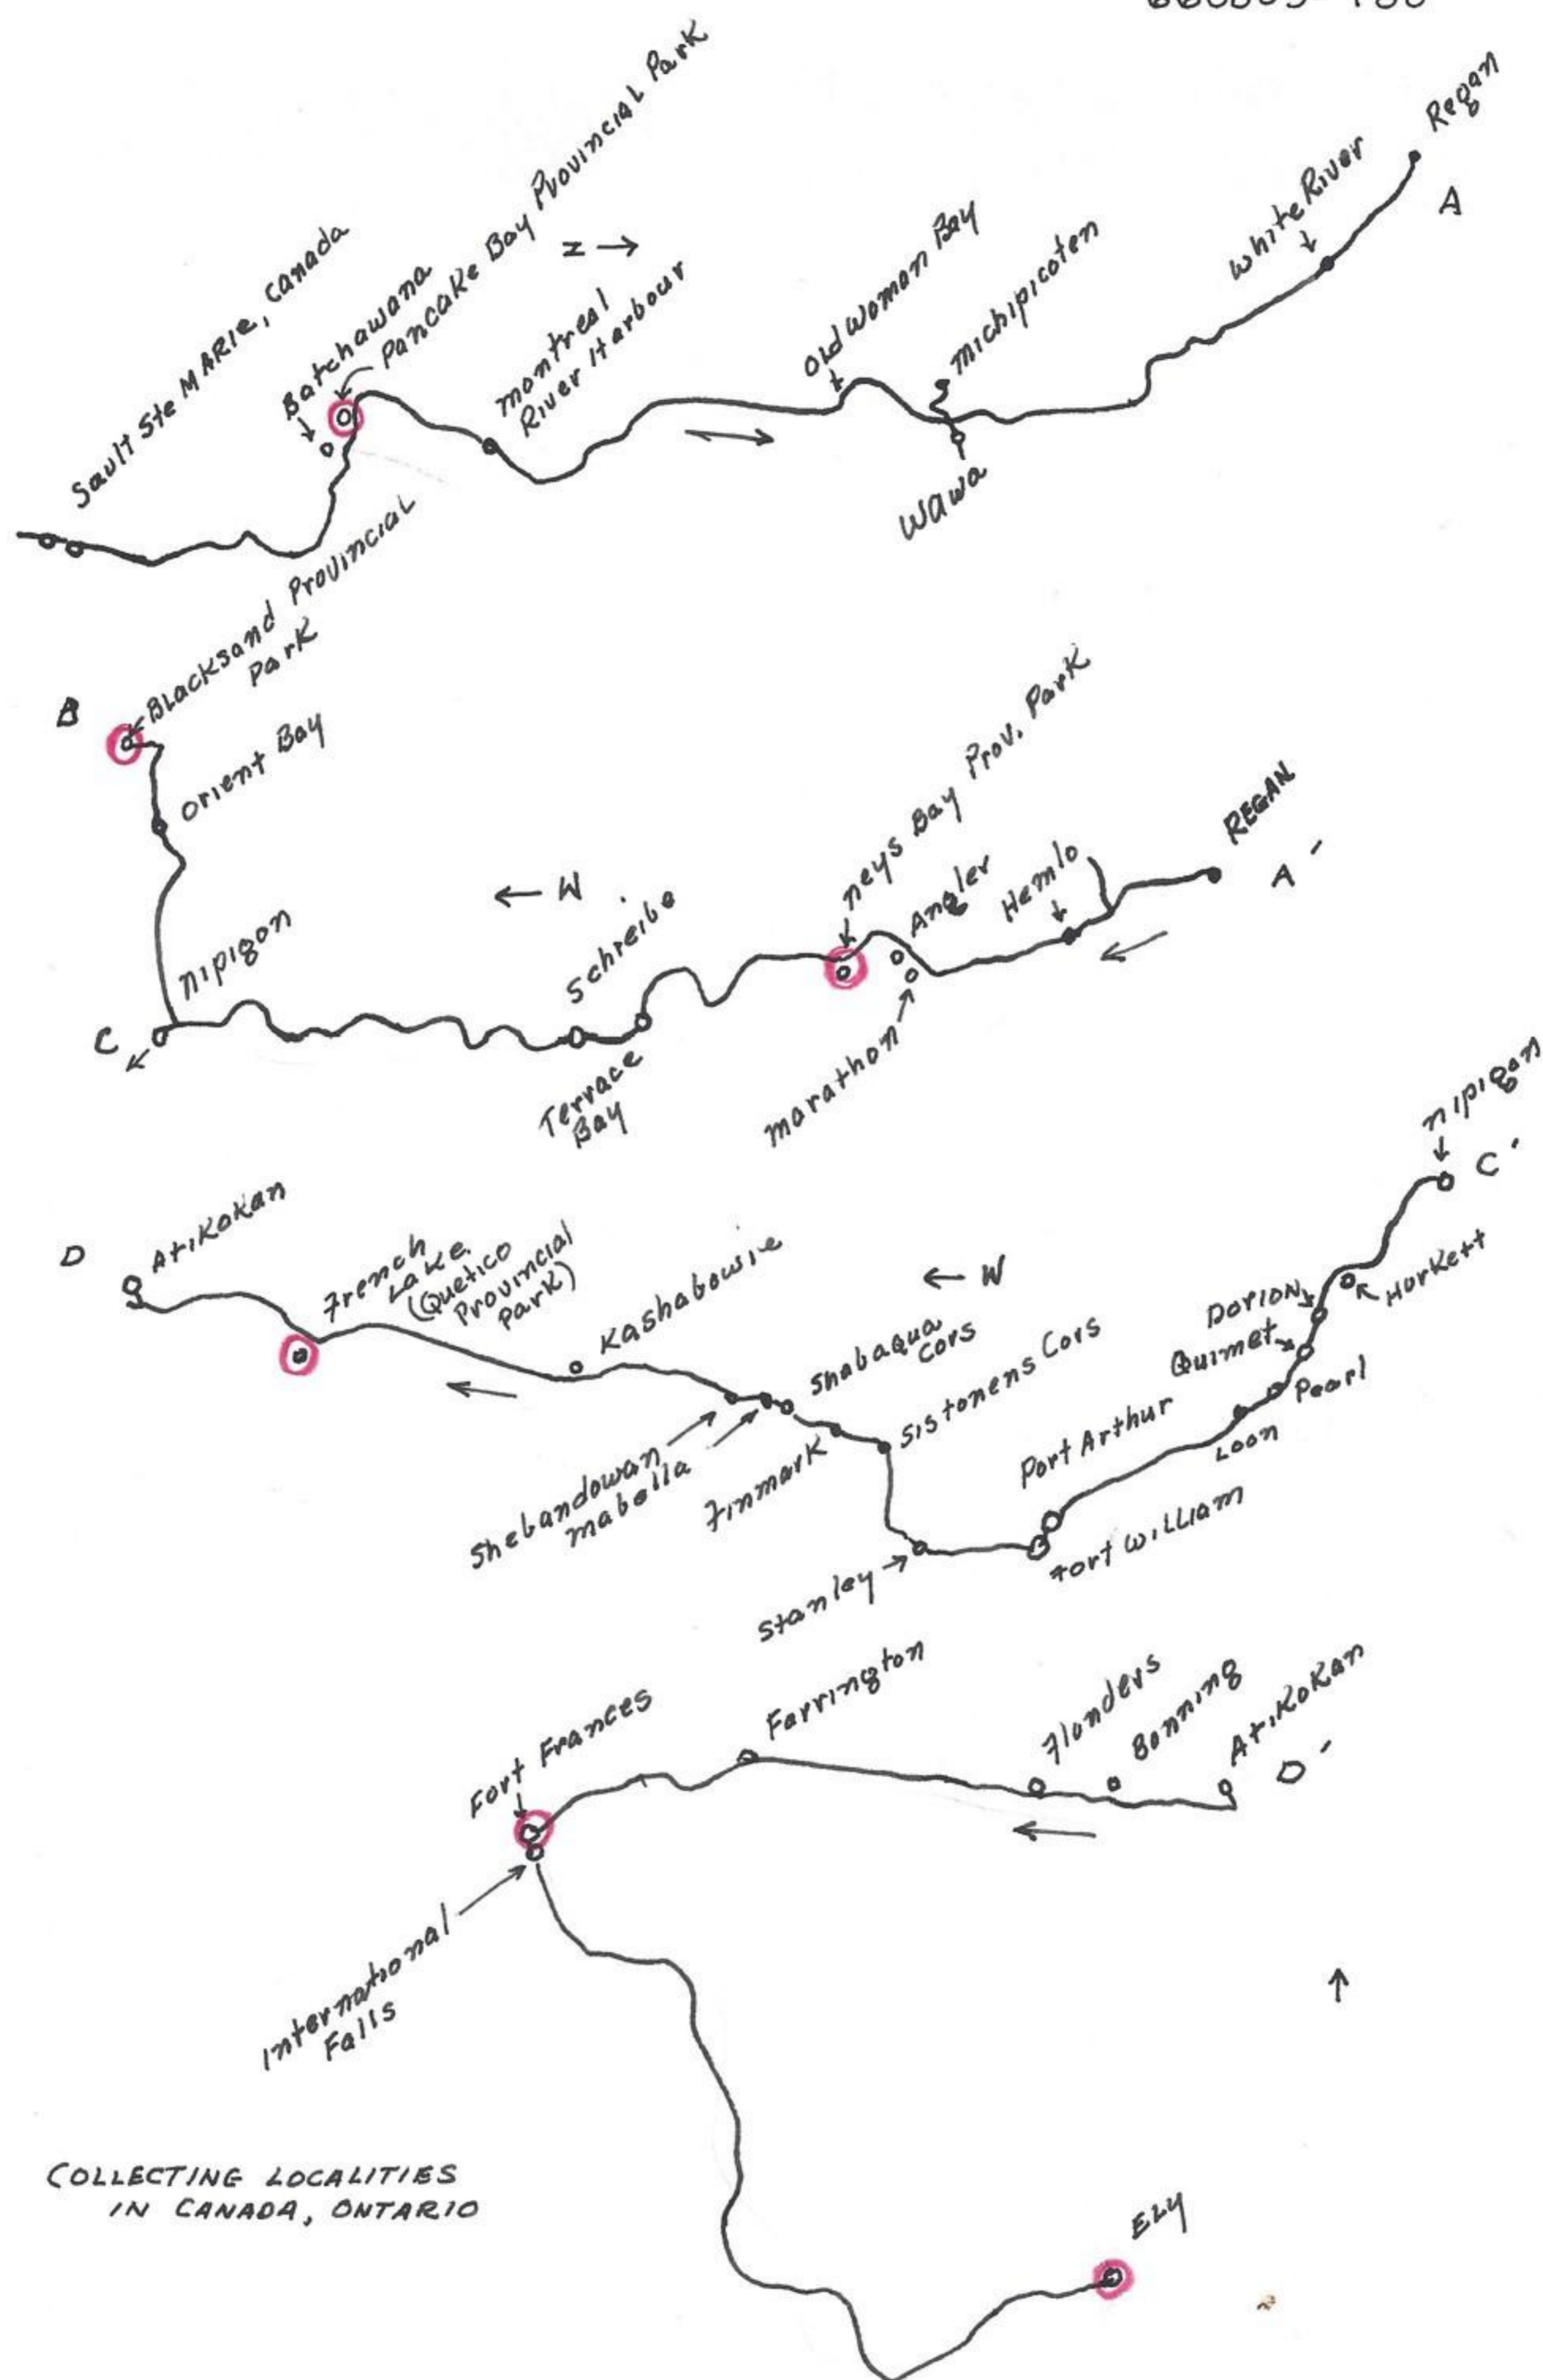 Regan
A
White River
Pancake Bay Provincial Park
Sault Ste MARIE, Canada
Batchawana
Z →
Montreal
River Harbour
Old Woman Bay
Michipicoten
Wawa
B
Blacksand Provincial
Park
Orient Bay
Nipigon
C
← W
Schreibe
Terrace
Bay
Neys Bay Prov. Park
Angler
Marathon
Hemlo
REGAN
A'
Nipigon
C'
Hurkett
DORION
Quimet
Pearl
Loon
Port Arthur
Fort William
Stanley
← W
Sistonens Cors
Finmark
Shabaqua
Cors
Mabella
Shebandowan
Kashabowie
French
Lake
(Quetico
Provincial
Park)
Atikokan
D
Atikokan
D'
Banning
Flanders
Farrington
Fort Frances
International
Falls
ELY
COLLECTING LOCALITIES
IN CANADA, ONTARIO